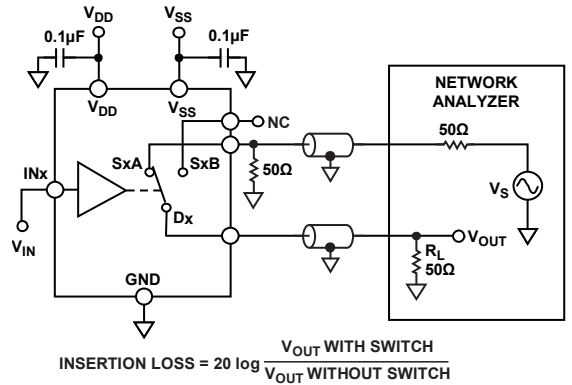 VDD
VSS
0.1µF
0.1µF
VDD
VSS
NC
NETWORK
ANALYZER
50Ω
SxA
SxB
50Ω
INx
VS
Dx
VOUT
VIN
RL
50Ω
GND
INSERTION LOSS = 20 log VOUT WITH SWITCH
VOUT WITHOUT SWITCH